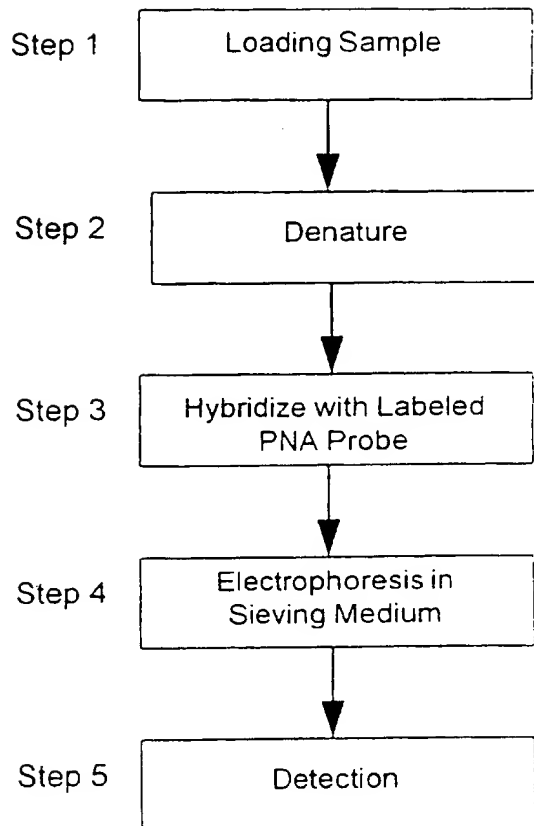 Step 1
Loading Sample
Step 2
Denature
Step 3
Hybridize with Labeled
PNA Probe
Step 4
Electrophoresis in
Sieving Medium
Step 5
Detection